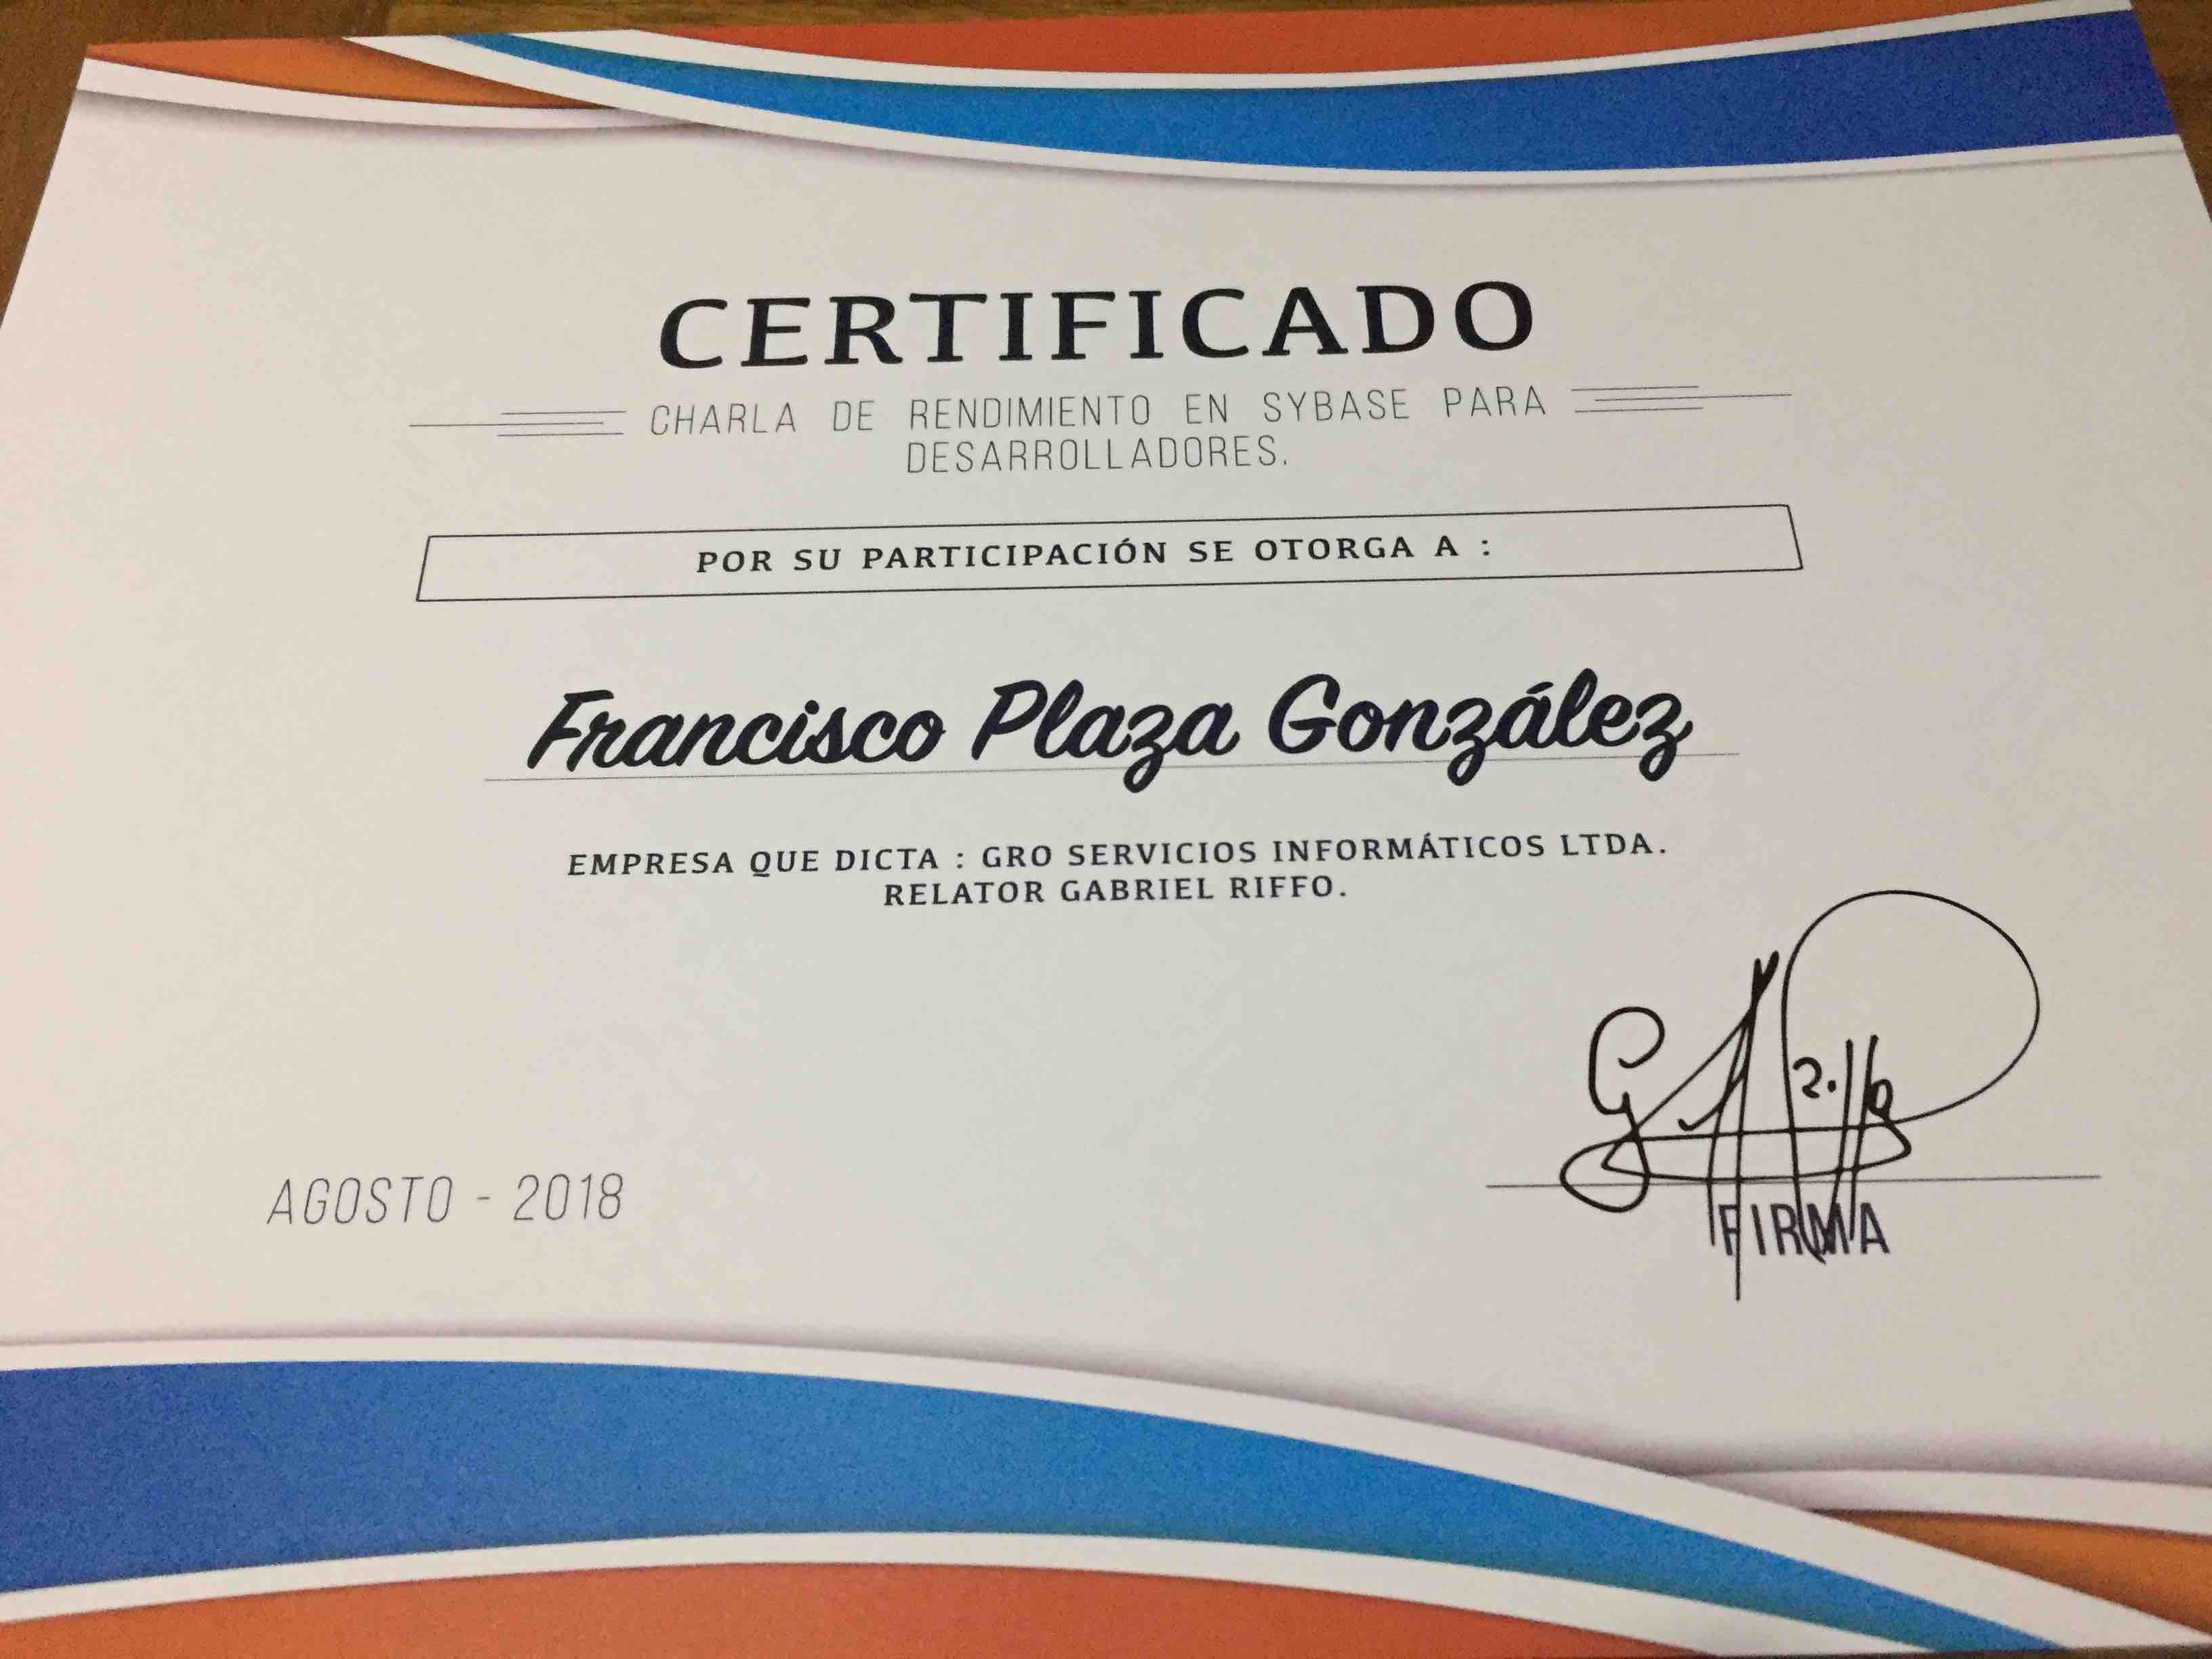 CERTIFICADO
CHARLA DE RENDIMIENTO EN SYBASE PARA
DESARROLLADORES.
POR SU PARTICIPACIÓN SE OTORGA A :
Francisco Plaza González
EMPRESA QUE DICTA : GRO SERVICIOS INFORMÁTICOS LTDA.
RELATOR GABRIEL RIFFO.
AGOSTO - 2018
FIRMA